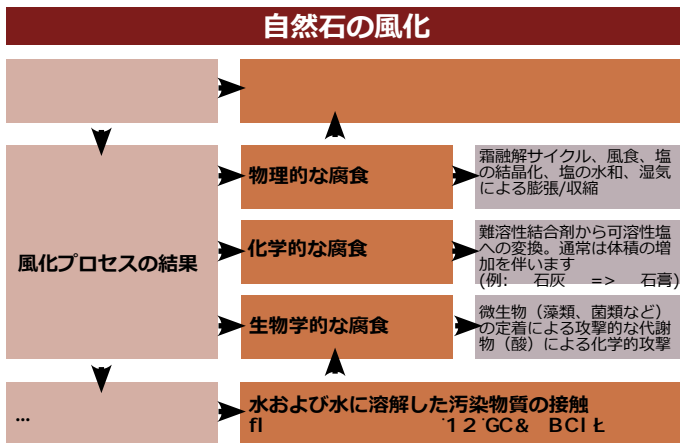 自然石の風化
物理的な腐食
霜融解サイクル、風食、塩
の結晶化、塩の水和、湿気
による膨張/収縮
風化プロセスの結果
化学的な腐食
難溶性結合剤から可溶性塩
への変換。通常は体積の増
加を伴います
(例: 石灰 => 石膏)
生物学的な腐食
微生物（藻類、菌類など）
の定着による攻撃的な代謝
物（酸）による化学的攻撃
...
水および水に溶解した汚染物質の接触
fl 12 GC& BCl Ł